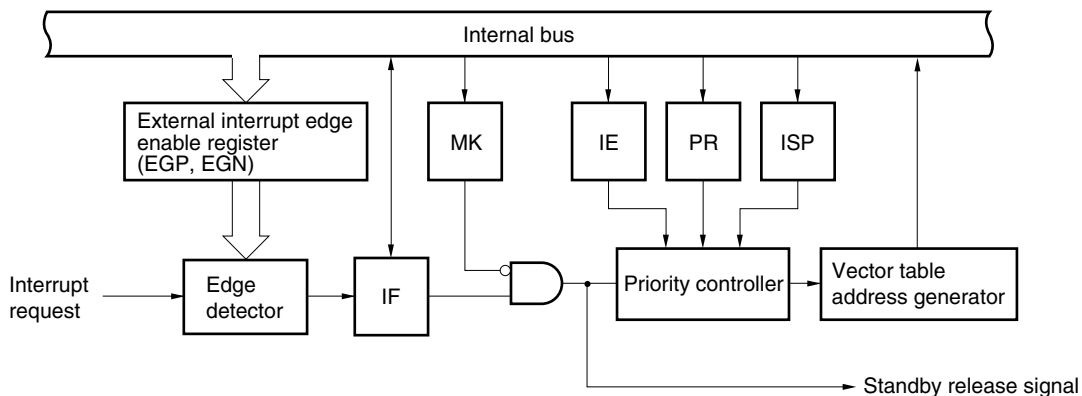 Internal bus
External interrupt edge
enable register
(EGP, EGN)
MK
IE
PR
ISP
Interrupt
request
Edge
detector
IF
Priority controller
Vector table
address generator
Standby release signal